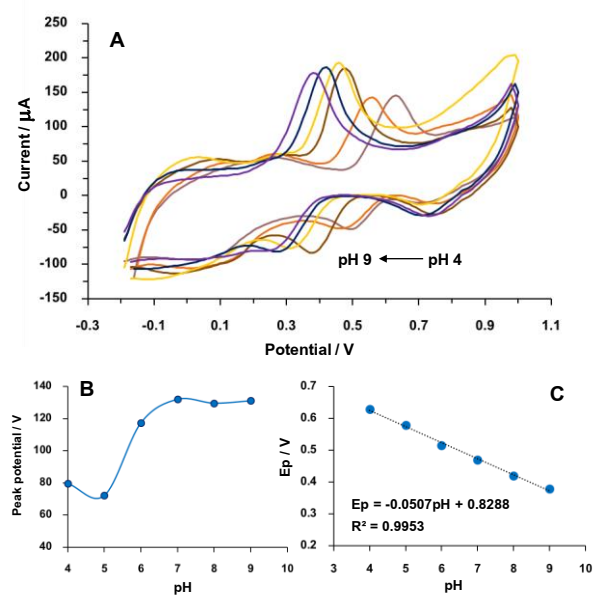 A
250
200
150
100
50
0
-50
-100
-150
Current / µA
pH 9 pH 4
-0.3 -0.1 0.1 0.3 0.5 0.7 0.9 1.1
Potential / V
B
140
120
100
80
60
40
Peak potential / V
4 5 6 7 8 9 10
pH
C
0.7
0.6
0.5
0.4
0.3
0.2
Ep / V
Ep = -0.0507pH + 0.8288
R² = 0.9953
3 4 5 6 7 8 9 10
pH